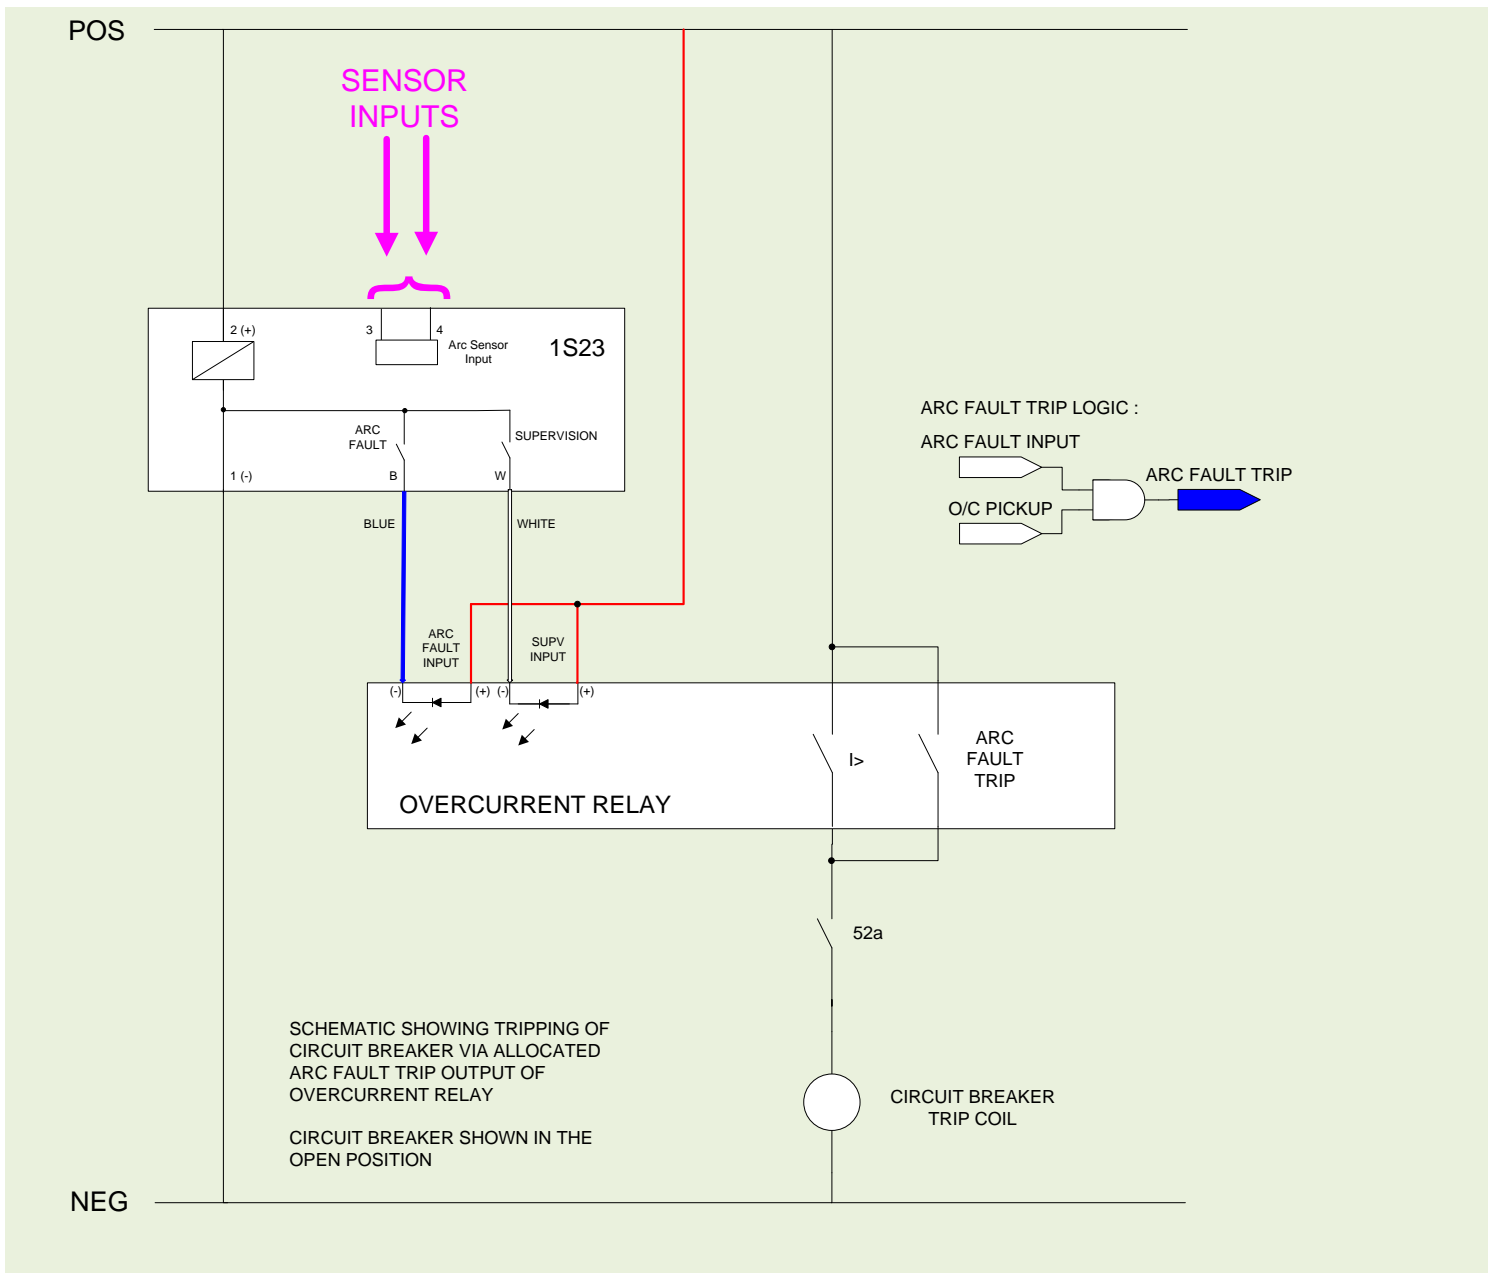 POS
SENSOR
INPUTS
2 (+)
3
4
Arc Sensor
Input
1S23
ARC
FAULT
SUPERVISION
1 (-)
B
W
BLUE
WHITE
ARC FAULT TRIP LOGIC :
ARC FAULT INPUT
ARC FAULT TRIP
O/C PICKUP
ARC
FAULT
INPUT
SUPV
INPUT
(-)
(+)
(-)
(+)
I>
ARC
FAULT
TRIP
OVERCURRENT RELAY
52a
SCHEMATIC SHOWING TRIPPING OF
CIRCUIT BREAKER VIA ALLOCATED
ARC FAULT TRIP OUTPUT OF
OVERCURRENT RELAY
CIRCUIT BREAKER SHOWN IN THE
OPEN POSITION
CIRCUIT BREAKER
TRIP COIL
NEG